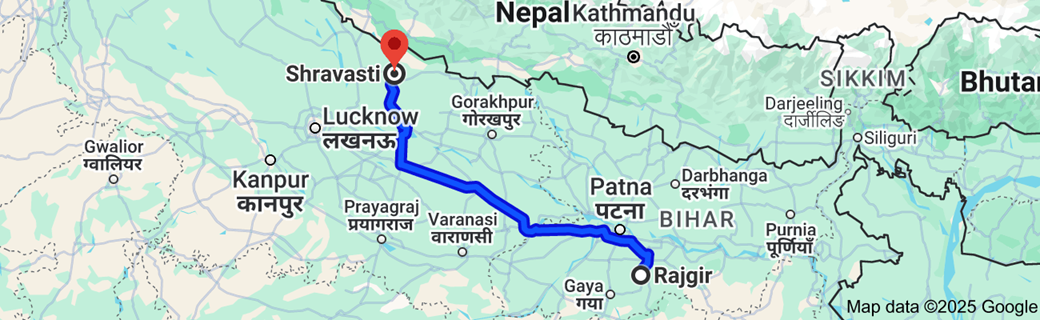 Nepal
Kathmandu
काठमाडौँ
Shravasti
SIKKIM
Bhutan
Gorakhpur
गोरखपुर
Darjeeling
दार्जीलिङ
Lucknow
लखनऊ
Siliguri
Gwalior
ग्वालियर
Kanpur
कानपुर
Darbhanga
दरभंगा
Patna
पटना
BIHAR
Prayagraj
प्रयागराज
Varanasi
वाराणसी
Purnia
पूर्णियाँ
Rajgir
Gaya
गया
Map data ©2025 Google